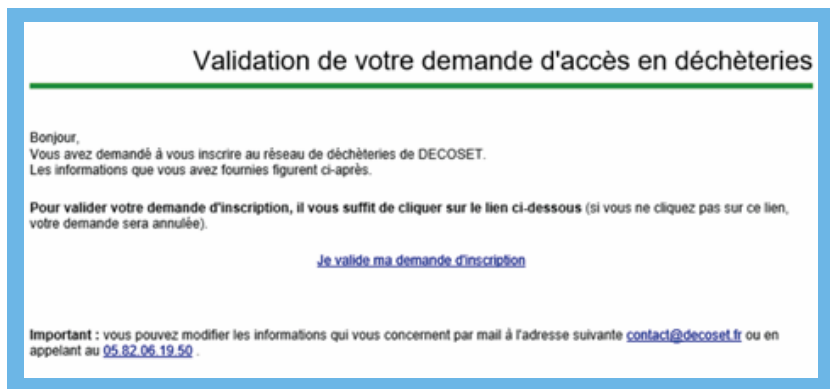 Validation de votre demande d'accès en déchèteries
Bonjour,
Vous avez demandé à vous inscrire au réseau de déchèteries de DECOSET.
Les informations que vous avez fournies figurent ci-après.
Pour valider votre demande d'inscription, il vous suffit de cliquer sur le lien ci-dessous (si vous ne cliquez pas sur ce lien,
votre demande sera annulée).
Je valide ma demande d'inscription
Important : vous pouvez modifier les informations qui vous concernent par mail à l'adresse suivante contact@decoset.fr ou en
appelant au 05.82.06.19.50 .